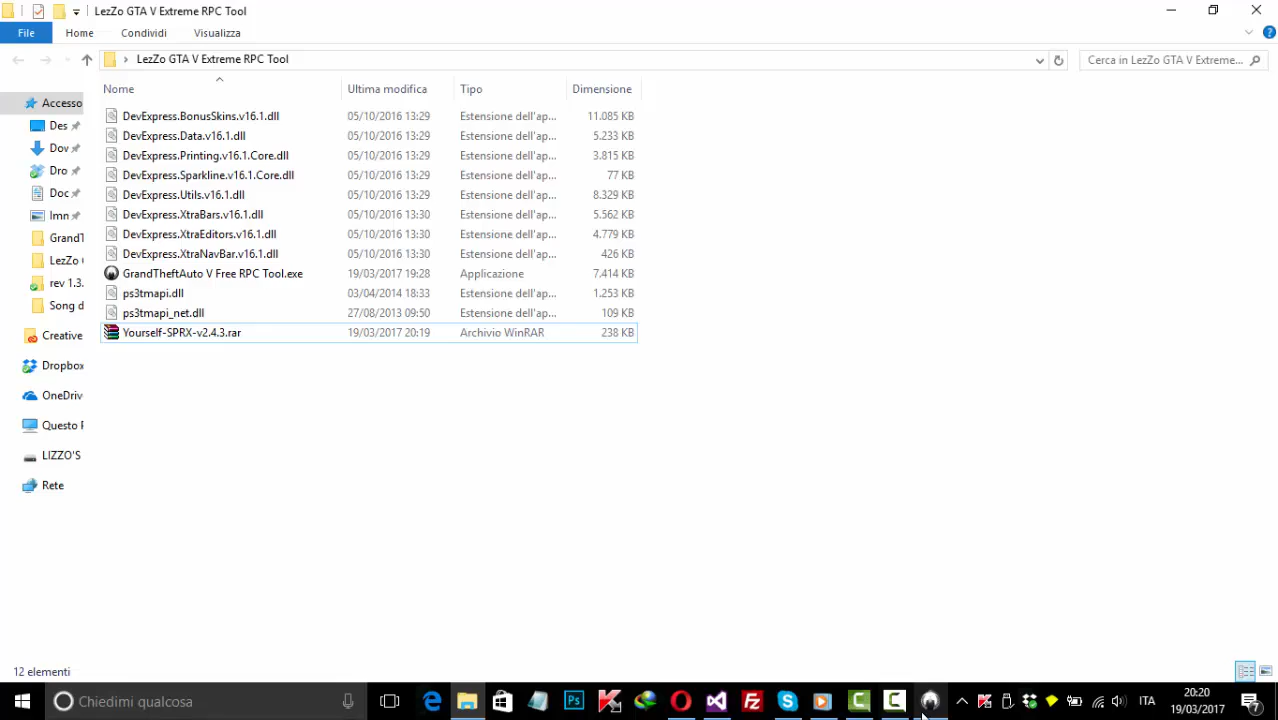 LezZo GTA V Extreme RPC Tool
File Home Condividi Visualizza
LezZo GTA V Extreme RPC Tool Cerca in LezZo GTA V Extreme...
Nome Ultima modifica Tipo Dimensione
Accesso
Des
Dov
Dro
Doc
Imn
GrandT
LezZo
rev 1.3.
Song d
Creative
Dropbox
OneDriv
Questo
LIZZO'S
Rete
DevExpress.BonusSkins.v16.1.dll 05/10/2016 13:29 Estensione dell'ap... 11.085 KB
DevExpress.Data.v16.1.dll 05/10/2016 13:29 Estensione dell'ap... 5.233 KB
DevExpress.Printing.v16.1.Core.dll 05/10/2016 13:29 Estensione dell'ap... 3.815 KB
DevExpress.Sparkline.v16.1.Core.dll 05/10/2016 13:29 Estensione dell'ap... 77 KB
DevExpress.Utils.v16.1.dll 05/10/2016 13:29 Estensione dell'ap... 8.329 KB
DevExpress.XtraBars.v16.1.dll 05/10/2016 13:30 Estensione dell'ap... 5.562 KB
DevExpress.XtraEditors.v16.1.dll 05/10/2016 13:30 Estensione dell'ap... 4.779 KB
DevExpress.XtraNavBar.v16.1.dll 05/10/2016 13:30 Estensione dell'ap... 426 KB
GrandTheftAuto V Free RPC Tool.exe 19/03/2017 19:28 Applicazione 7.414 KB
ps3tmapi.dll 03/04/2014 18:33 Estensione dell'ap... 1.253 KB
ps3tmapi_net.dll 27/08/2013 09:50 Estensione dell'ap... 109 KB
Yourself-SPRX-v2.4.3.rar 19/03/2017 20:19 Archivio WinRAR 238 KB
12 elementi
Chiedimi qualcosa
Ps
ITA
20:20
19/03/2017
7